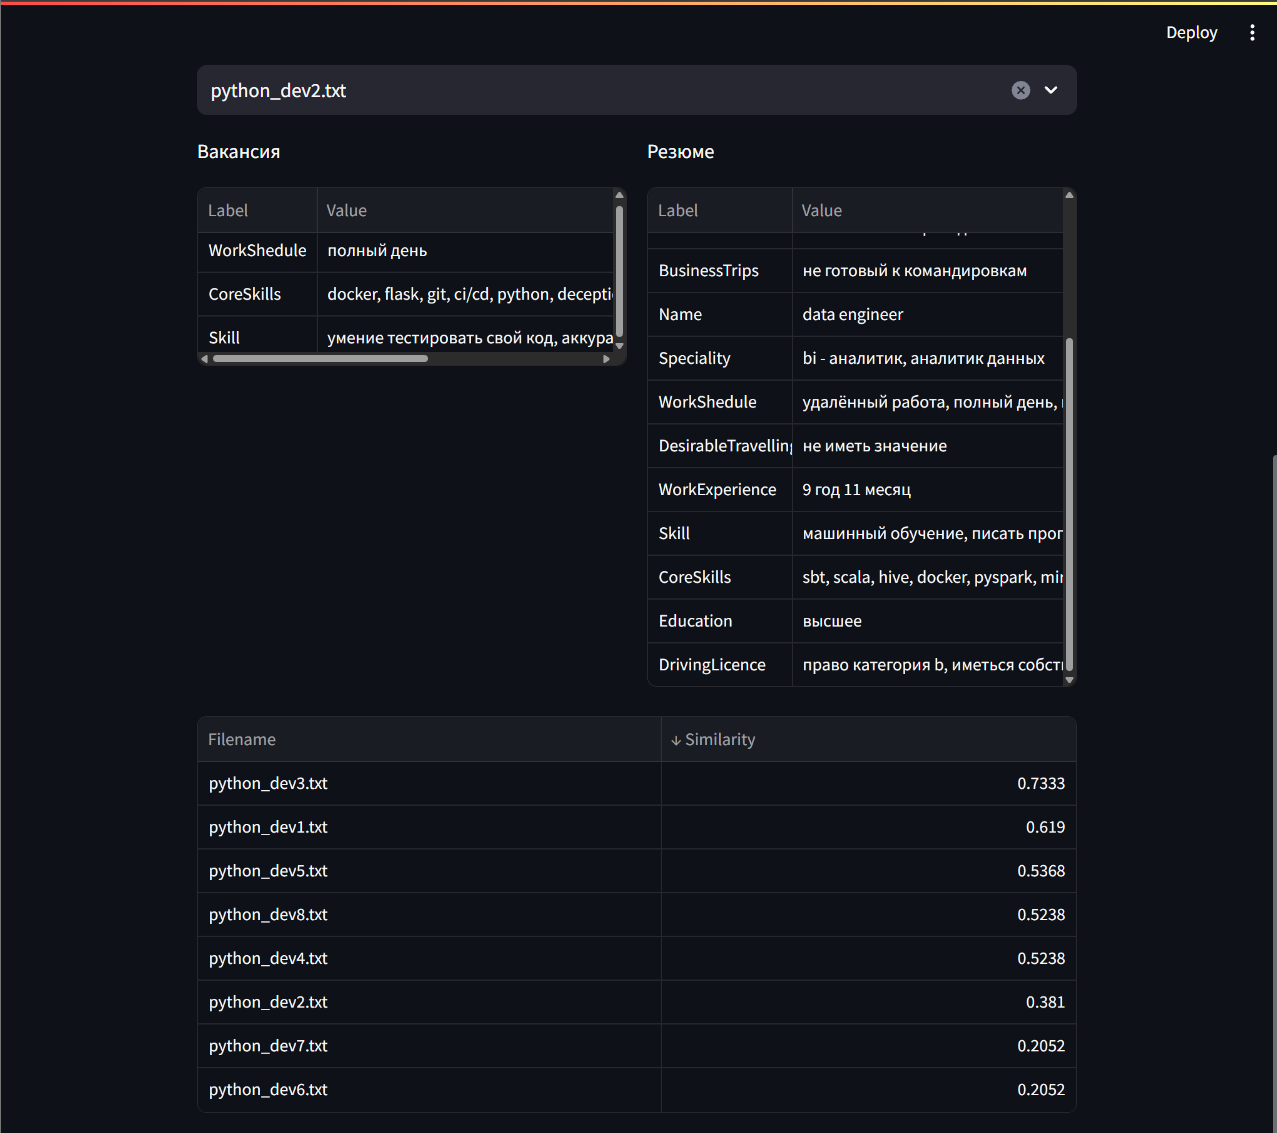 Deploy
python_dev2.txt
Вакансия
Резюме
Label Value
WorkShedule полный день
CoreSkills docker, flask, git, ci/cd, python, decepti
Skill умение тестировать свой код, аккура
Label Value
BusinessTrips не готовый к командировкам
Name data engineer
Speciality bi - аналитик, аналитик данных
WorkShedule удалённый работа, полный день,
DesirableTravelling не иметь значение
WorkExperience 9 год 11 месяц
Skill машинный обучение, писать прог
CoreSkills sbt, scala, hive, docker, pyspark, mi
Education высшее
DrivingLicence право категория b, иметься собст
Filename ↓ Similarity
python_dev3.txt 0.7333
python_dev1.txt 0.619
python_dev5.txt 0.5368
python_dev8.txt 0.5238
python_dev4.txt 0.5238
python_dev2.txt 0.381
python_dev7.txt 0.2052
python_dev6.txt 0.2052